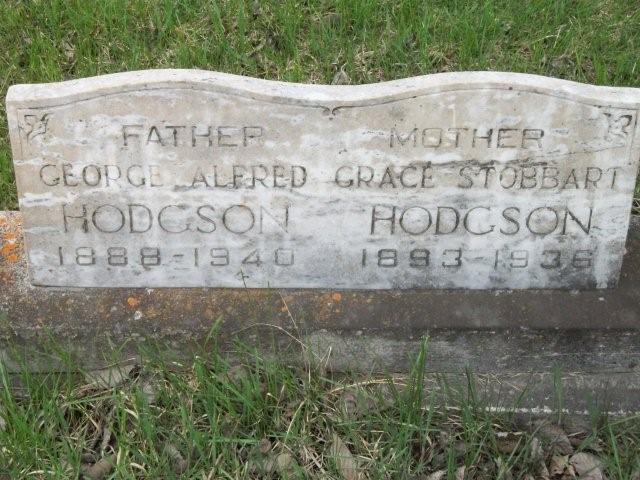 FATHER
GEORGE ALFRED
HODGSON
1888-1940
MOTHER
GRACE STOBBART
HODGSON
1893-1936